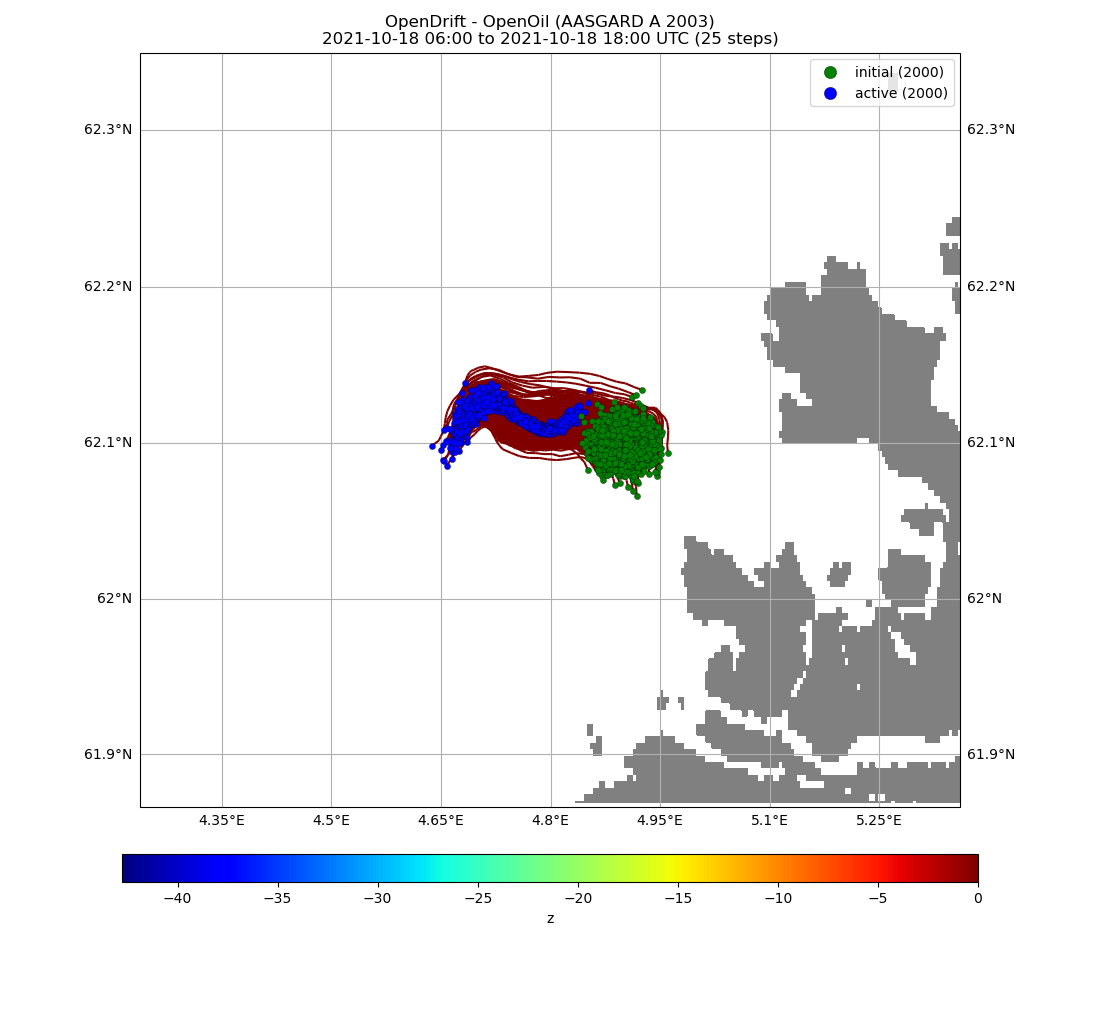 OpenDrift - OpenOil (AASGARD A 2003)
2021-10-18 06:00 to 2021-10-18 18:00 UTC (25 steps)
initial (2000)
active (2000)
62.3°N 62.3°N
62.2°N 62.2°N
62.1°N 62.1°N
62°N 62°N
61.9°N 61.9°N
4.35°E 4.5°E 4.65°E 4.8°E 4.95°E 5.1°E 5.25°E
−40 −35 −30 −25 −20 −15 −10 −5 0
z